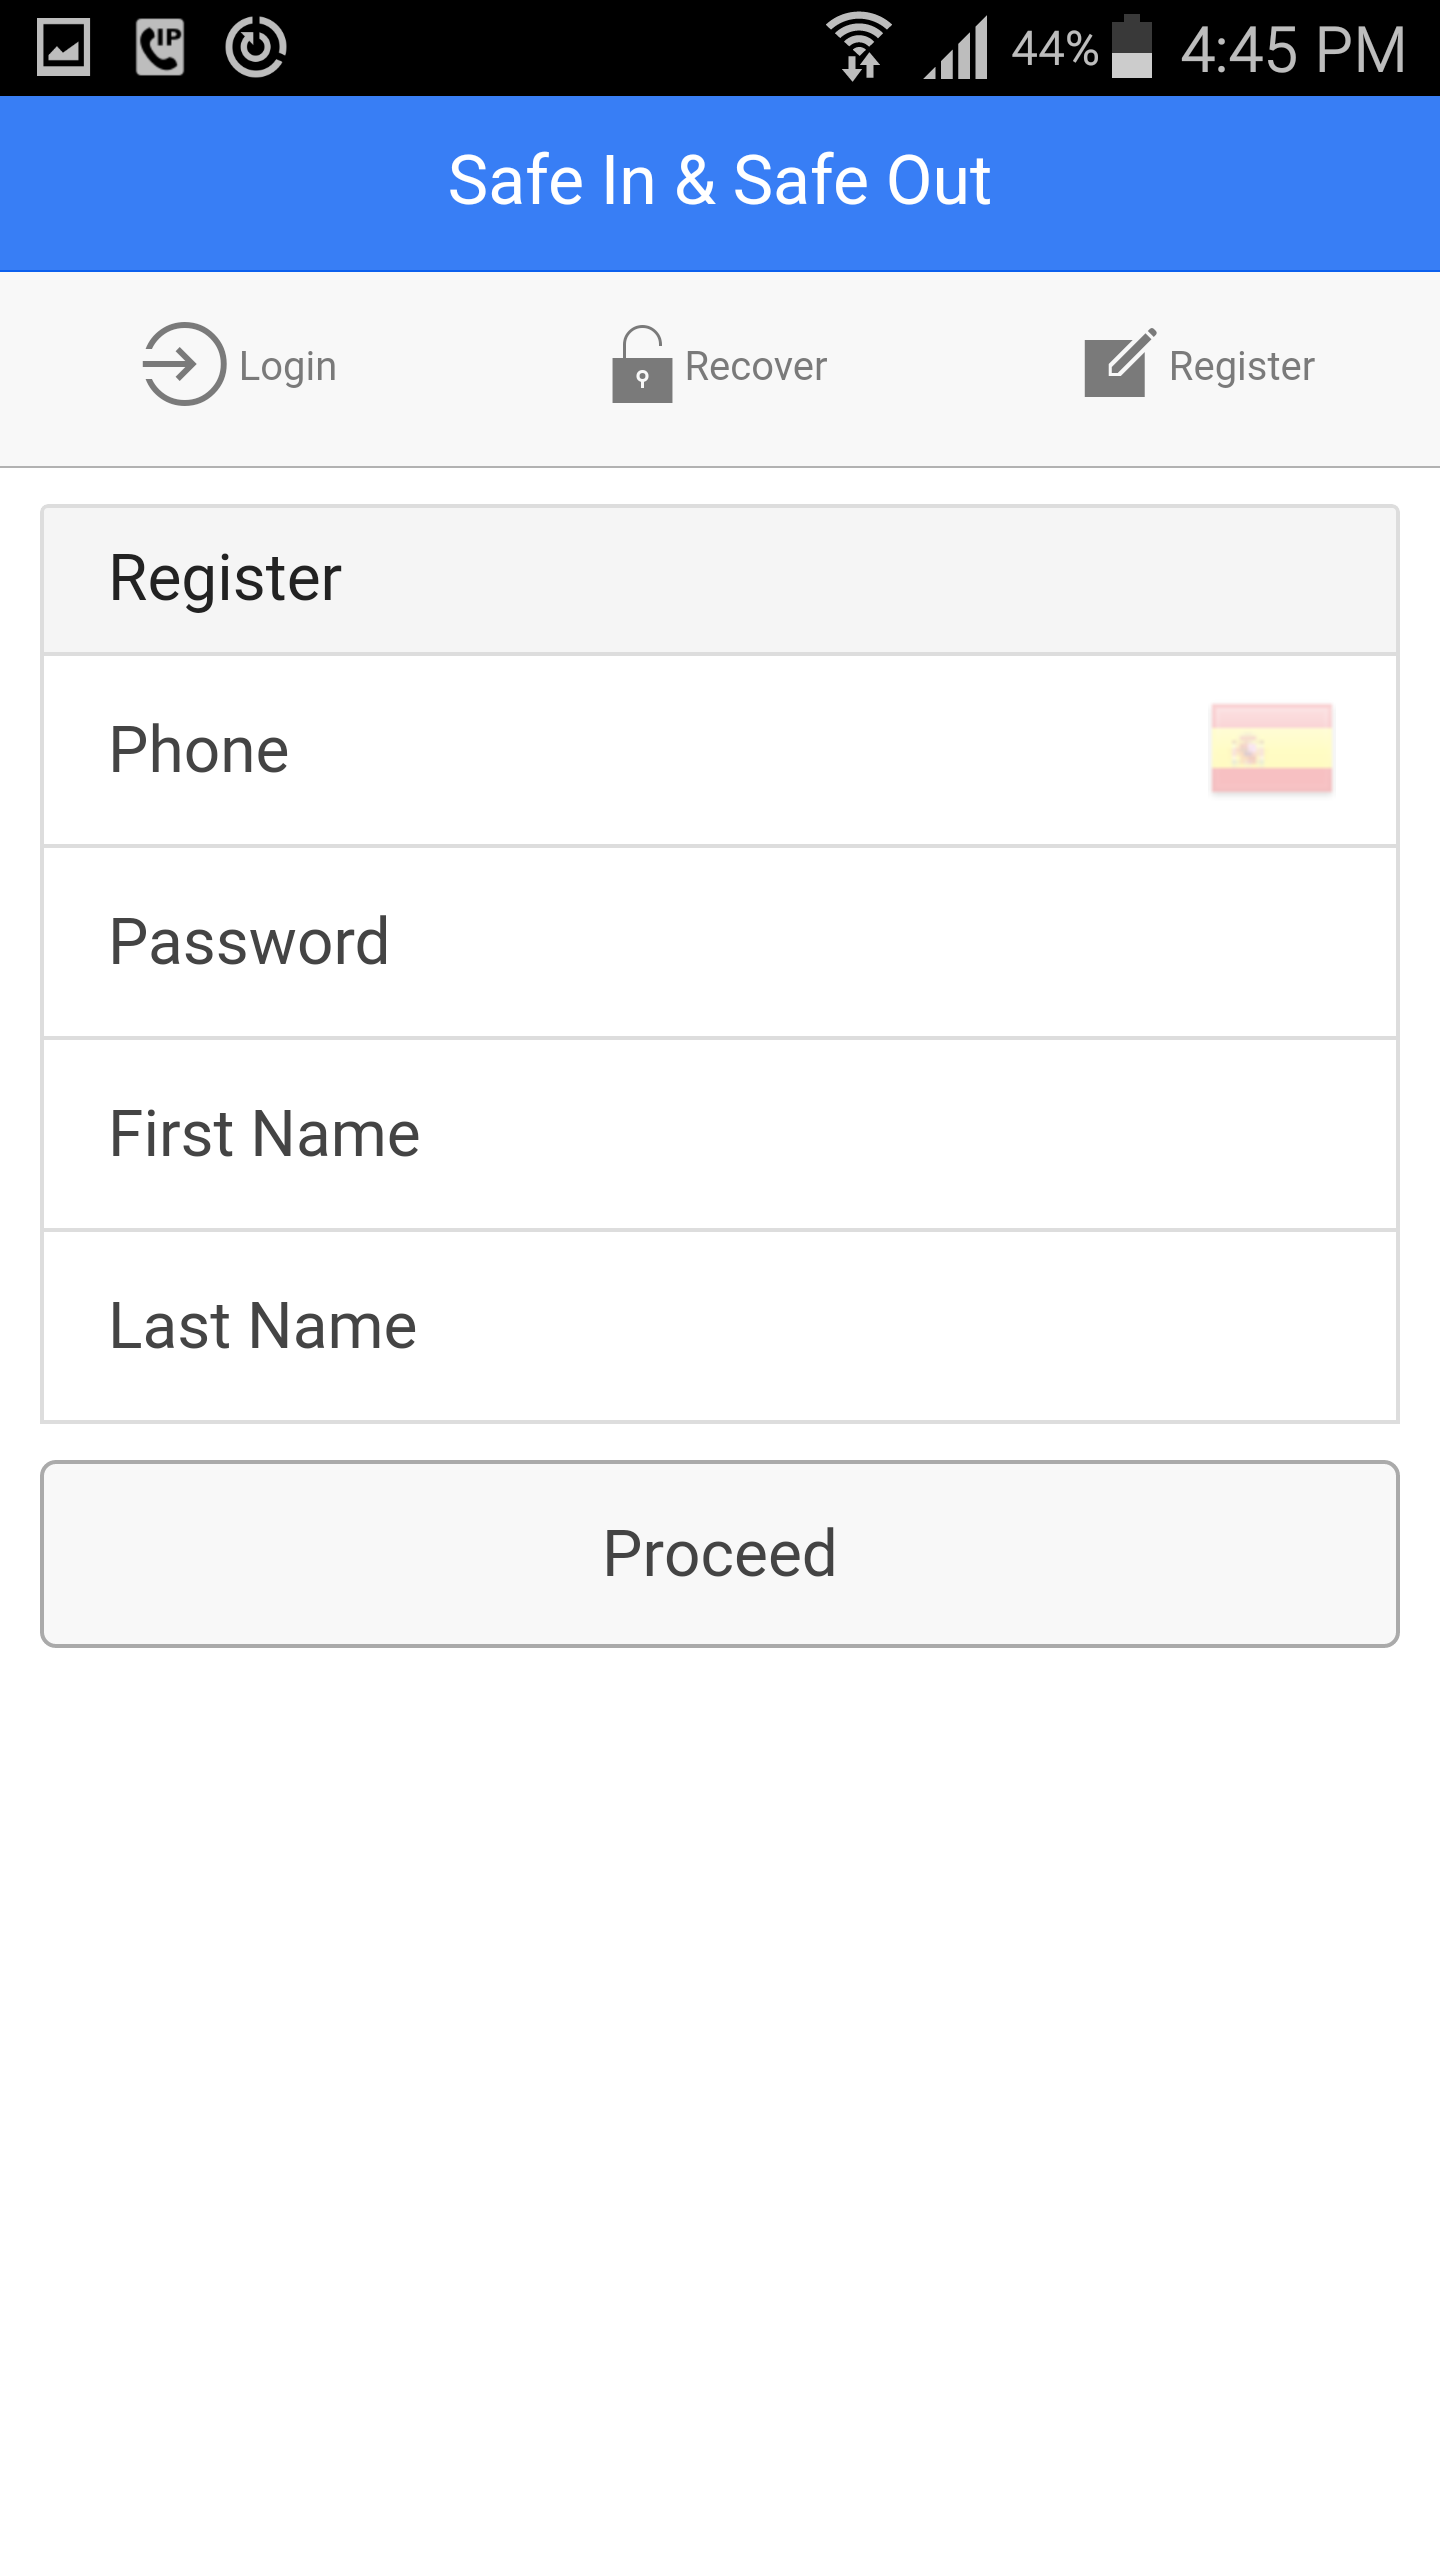 IP 44% 4:45 PM
Safe In & Safe Out
Login Recover Register
Register
Phone
Password
First Name
Last Name
Proceed